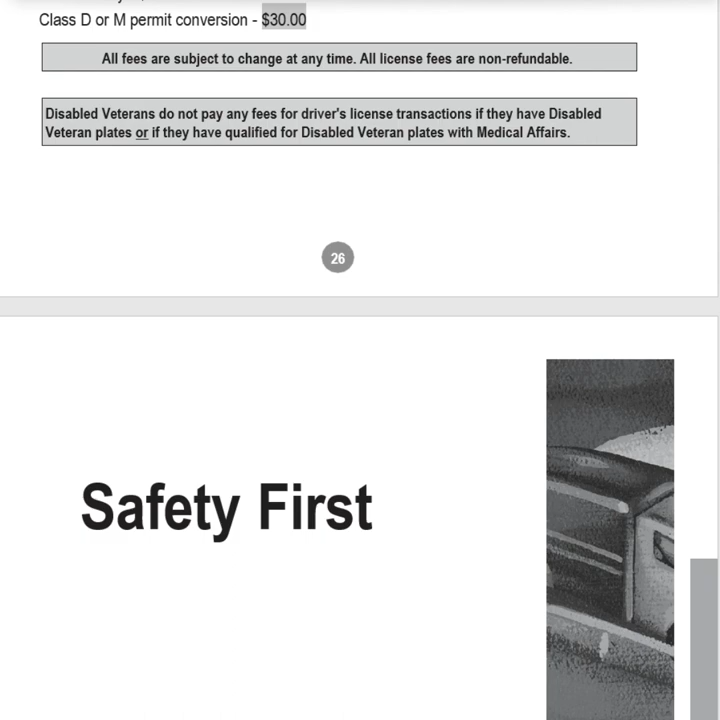 Class D or M permit conversion - $30.00
All fees are subject to change at any time. All license fees are non-refundable.
Disabled Veterans do not pay any fees for driver's license transactions if they have Disabled
Veteran plates or if they have qualified for Disabled Veteran plates with Medical Affairs.
26
Safety First